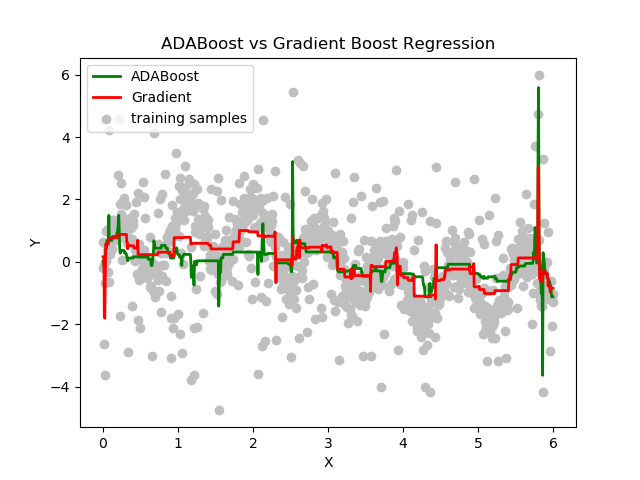 ADABoost vs Gradient Boost Regression
ADABoost
Gradient
training samples
6
4
2
0
−2
−4
Y
0
1
2
3
4
5
6
X